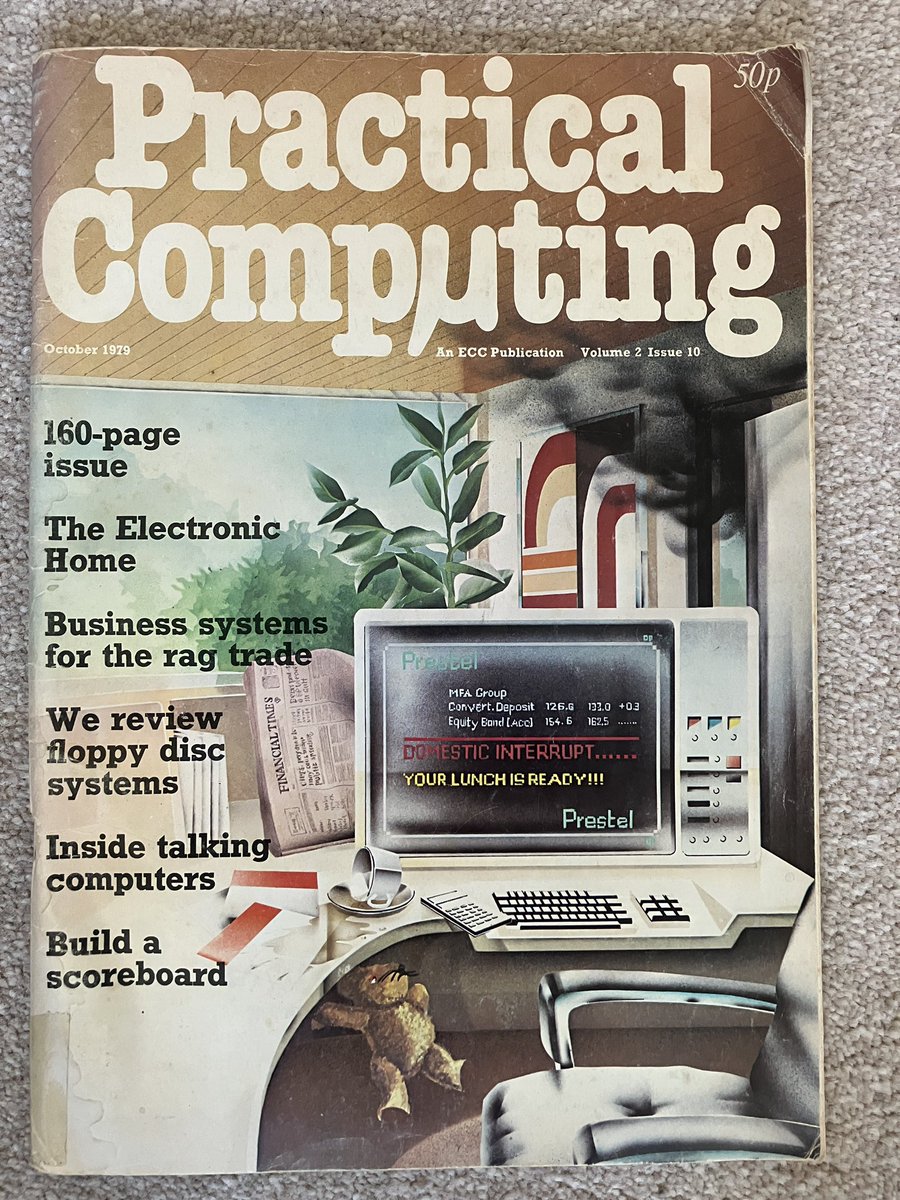 50p
Practical
Compμting
October 1979
An ECC Publication Volume 2 Issue 10
160-page
issue
The Electronic
Home
Business systems
for the rag trade
We review
floppy disc
systems
Inside talking
computers
Build a
scoreboard
FINANCIAL TIMES
Prestel
MFA Group
Convert.Deposit 126.6 133.0 +0.3
Equity Bond (Acc) 154.6 162.5 ......
DOMESTIC INTERRUPT.......
YOUR LUNCH IS READY!!!
Prestel